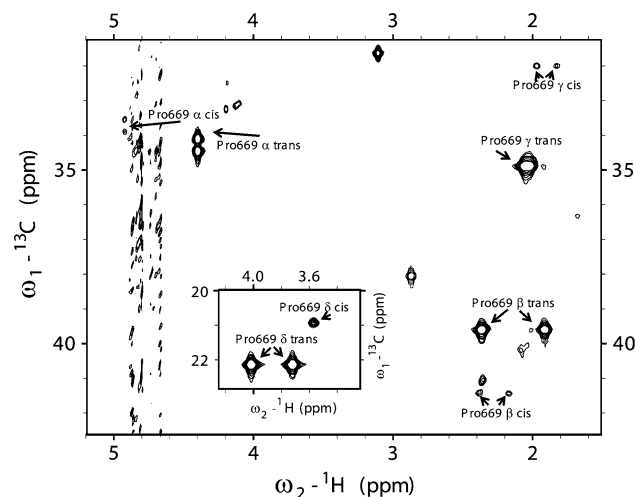 5 4 3 2
Pro669 γ cis
Pro669 α cis
Pro669 α trans
Pro669 γ trans
35 35
ω1 - 13C (ppm)
4.0 3.6
20
Pro669 δ cis
Pro669 δ trans
22
ω1 - 13C (ppm)
ω2 - 1H (ppm)
Pro669 β trans
40 40
Pro669 β cis
5 4 3 2
ω2 - 1H (ppm)